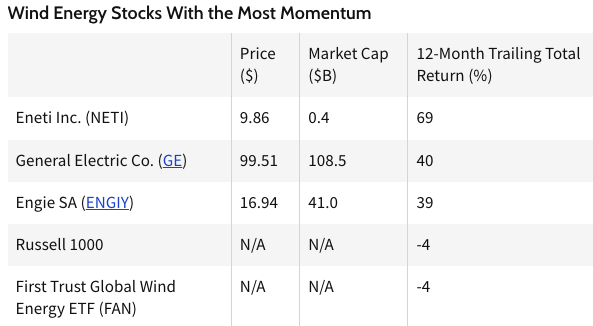 Wind Energy Stocks With the Most Momentum
Price ($) Market Cap ($B) 12-Month Trailing Total Return (%)
Eneti Inc. (NETI) 9.86 0.4 69
General Electric Co. (GE) 99.51 108.5 40
Engie SA (ENGIY) 16.94 41.0 39
Russell 1000 N/A N/A -4
First Trust Global Wind Energy ETF (FAN) N/A N/A -4